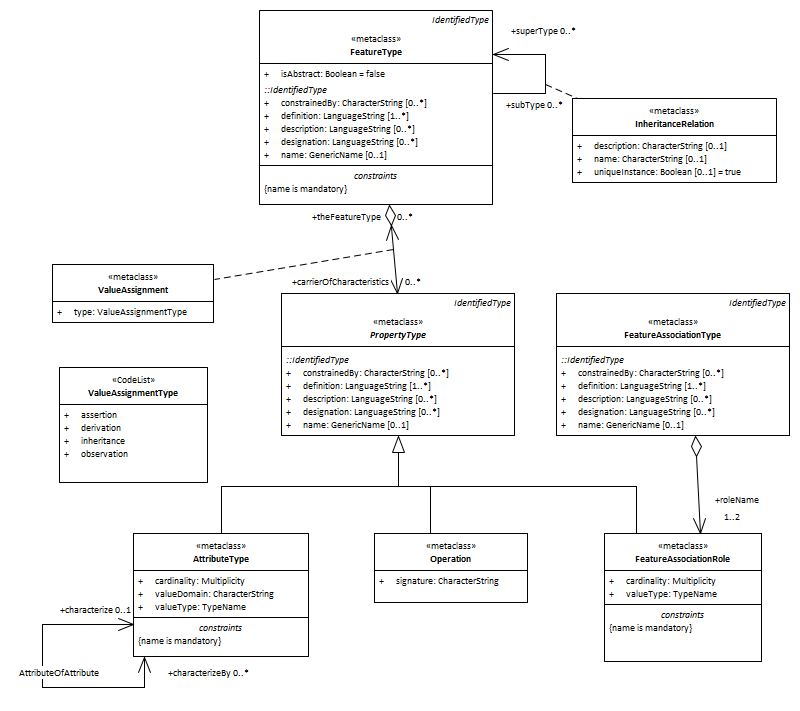 IdentifiedType
«metaclass»
FeatureType
+ isAbstract: Boolean = false
::IdentifiedType
+ constrainedBy: CharacterString [0..*]
+ definition: LanguageString [1..*]
+ description: LanguageString [0..*]
+ designation: LanguageString [0..*]
+ name: GenericName [0..1]
constraints
{name is mandatory}
+superType 0..*
+subType 0..*
«metaclass»
InheritanceRelation
+ description: CharacterString [0..1]
+ name: CharacterString [0..1]
+ uniqueInstance: Boolean [0..1] = true
+theFeatureType 0..*
+carrierOfCharacteristics 0..*
«metaclass»
ValueAssignment
+ type: ValueAssignmentType
IdentifiedType
«metaclass»
PropertyType
::IdentifiedType
+ constrainedBy: CharacterString [0..*]
+ definition: LanguageString [1..*]
+ description: LanguageString [0..*]
+ designation: LanguageString [0..*]
+ name: GenericName [0..1]
IdentifiedType
«metaclass»
FeatureAssociationType
::IdentifiedType
+ constrainedBy: CharacterString [0..*]
+ definition: LanguageString [1..*]
+ description: LanguageString [0..*]
+ designation: LanguageString [0..*]
+ name: GenericName [0..1]
«CodeList»
ValueAssignmentType
+ assertion
+ derivation
+ inheritance
+ observation
+roleName
1..2
«metaclass»
AttributeType
+ cardinality: Multiplicity
+ valueDomain: CharacterString
+ valueType: TypeName
constraints
{name is mandatory}
«metaclass»
Operation
+ signature: CharacterString
«metaclass»
FeatureAssociationRole
+ cardinality: Multiplicity
+ valueType: TypeName
constraints
{name is mandatory}
+characterize 0..1
AttributeOfAttribute
+characterizeBy 0..*